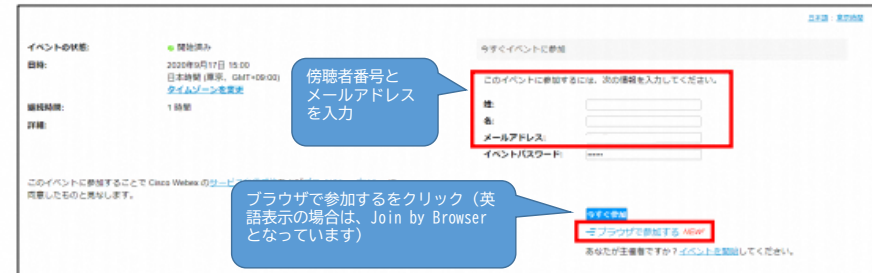 日本語 : 東京時間
イベントの状態:
● 開始済み
今すぐイベントに参加
日時:
2020年9月17日 15:00
日本時間 (東京、GMT+09:00)
タイムゾーンを変更
継続時間:
1 時間
詳細:
傍聴者番号と
メールアドレス
を入力
このイベントに参加するには、次の情報を入力してください。
姓:
名:
メールアドレス:
イベントパスワード:
•••••
このイベントに参加することで Cisco Webex のサービス
同意したものと見なします。
ブラウザで参加するをクリック（英
語表示の場合は、Join by Browser
となっています）
今すぐ参加
ブラウザで参加する NEW!
あなたが主催者ですか？イベントを開始してください。